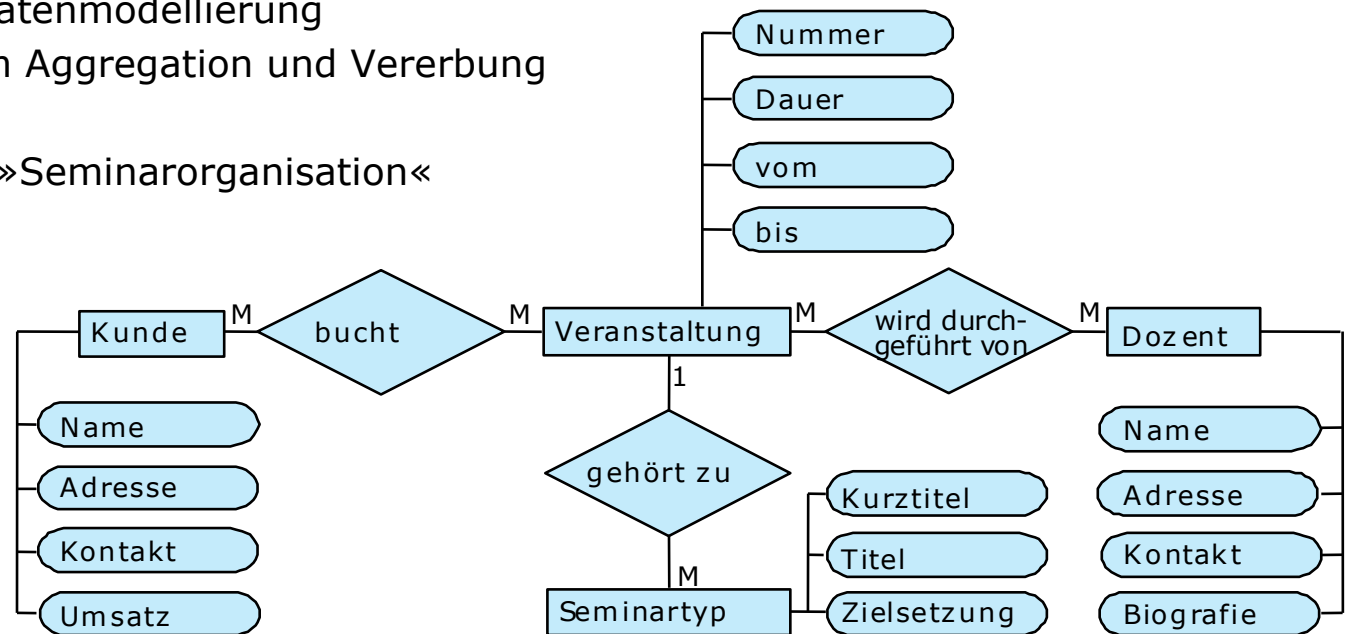 atenmodellierung
n Aggregation und Vererbung
»Seminarorganisation«
Nummer
Dauer
vom
bis
Kunde
M
bucht
M
Veranstaltung
M
wird durch-
geführt von
M
Dozent
1
Name
Adresse
Kontakt
Umsatz
gehört zu
M
Seminartyp
Kurztitel
Titel
Zielsetzung
Name
Adresse
Kontakt
Biografie